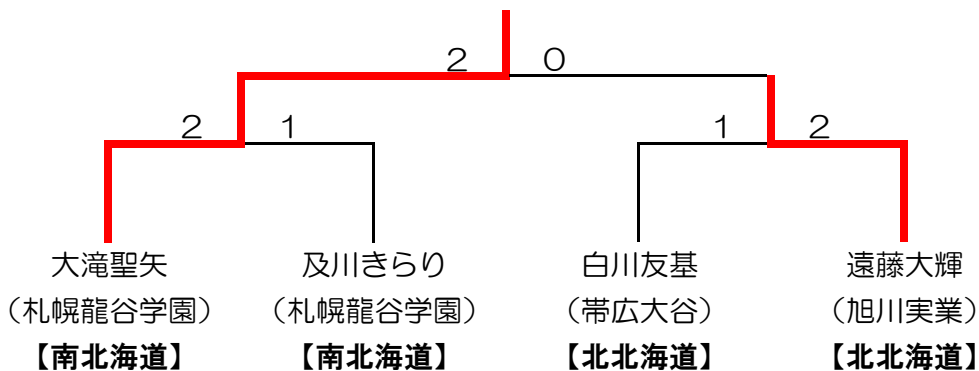 ２ ０
２ １ １ ２
大滝聖矢 及川きらり 白川友基 遠藤大輝
（札幌龍谷学園） （札幌龍谷学園） （帯広大谷） （旭川実業）
【南北海道】 【南北海道】 【北北海道】 【北北海道】